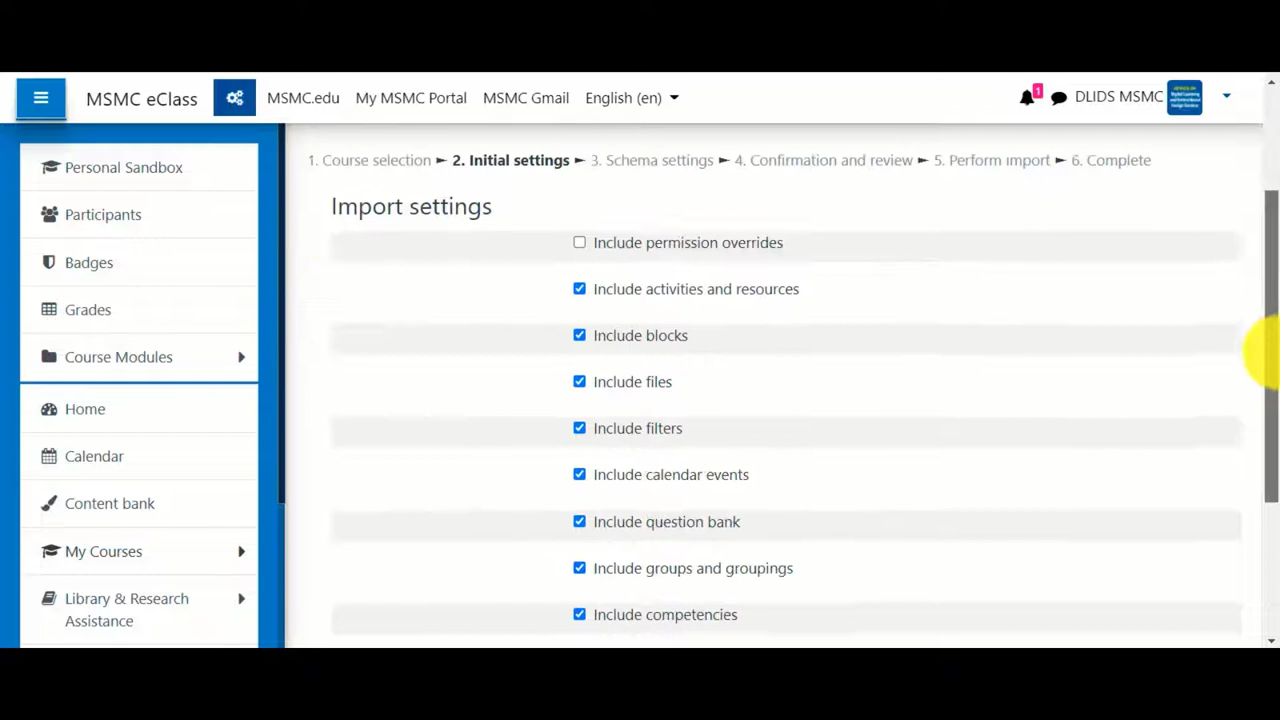 MSMC eClass MSMC.edu My MSMC Portal MSMC Gmail English (en) 1 DLIDS MSMC
Personal Sandbox
Participants
Badges
Grades
Course Modules
Home
Calendar
Content bank
My Courses
Library & Research
Assistance
1. Course selection ► 2. Initial settings ► 3. Schema settings ► 4. Confirmation and review ► 5. Perform import ► 6. Complete
Import settings
Include permission overrides
Include activities and resources
Include blocks
Include files
Include filters
Include calendar events
Include question bank
Include groups and groupings
Include competencies